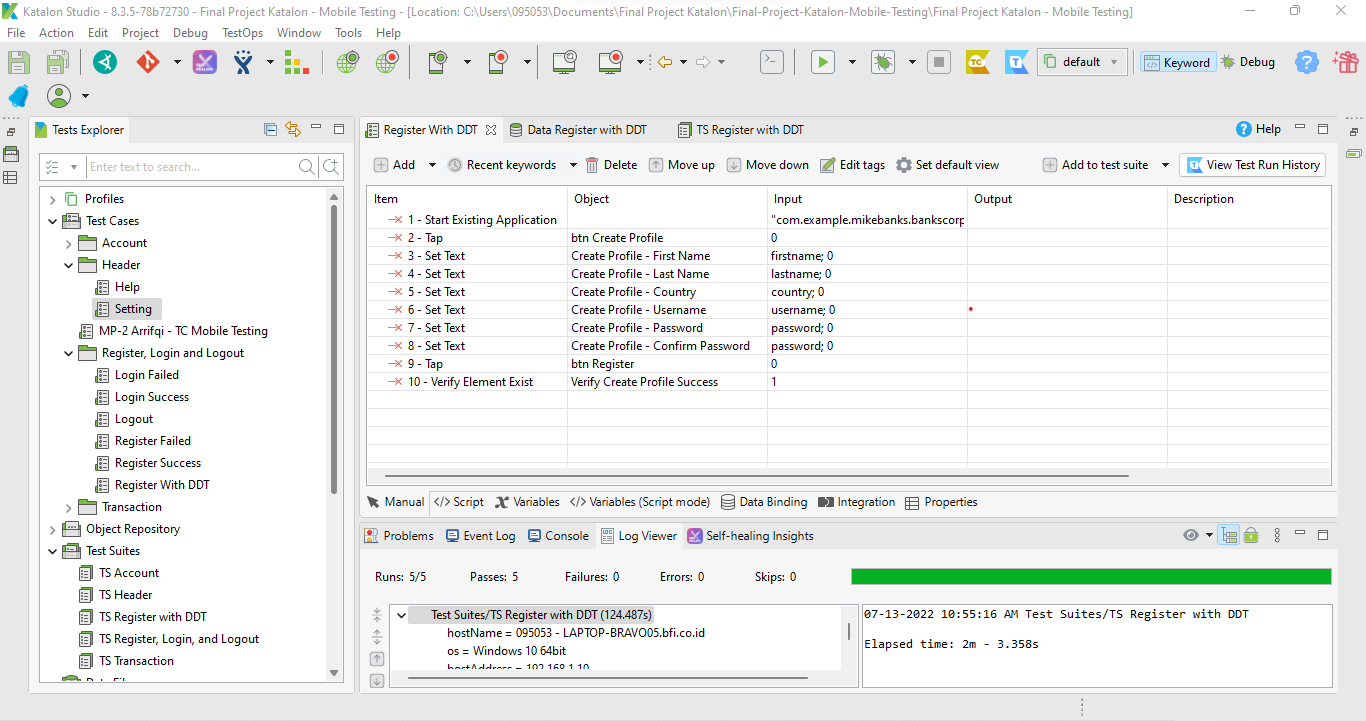 Katalon Studio - 8.3.5-78b72730 - Final Project Katalon - Mobile Testing - [Location: C:\Users\095053\Documents\Final Project Katalon\Final-Project-Katalon-Mobile-Testing\Final Project Katalon - Mobile Testing]
File Action Edit Project Debug TestOps Window Tools Help
TC T default Keyword Debug
Tests Explorer
Enter text to search...
Profiles
Test Cases
Account
Header
Help
Setting
MP-2 Arrifqi - TC Mobile Testing
Register, Login and Logout
Login Failed
Login Success
Logout
Register Failed
Register Success
Register With DDT
Transaction
Object Repository
Test Suites
TS Account
TS Header
TS Register with DDT
TS Register, Login, and Logout
TS Transaction
Register With DDT Data Register with DDT TS Register with DDT Help
Add Recent keywords Delete Move up Move down Edit tags Set default view Add to test suite View Test Run History
Item Object Input Output Description
1 - Start Existing Application "com.example.mikebanks.bankscorp
2 - Tap btn Create Profile 0
3 - Set Text Create Profile - First Name firstname; 0
4 - Set Text Create Profile - Last Name lastname; 0
5 - Set Text Create Profile - Country country; 0
6 - Set Text Create Profile - Username username; 0
7 - Set Text Create Profile - Password password; 0
8 - Set Text Create Profile - Confirm Password password; 0
9 - Tap btn Register 0
10 - Verify Element Exist Verify Create Profile Success 1
Manual Script Variables Variables (Script mode) Data Binding Integration Properties
Problems Event Log Console Log Viewer Self-healing Insights
Runs: 5/5 Passes: 5 Failures: 0 Errors: 0 Skips: 0
Test Suites/TS Register with DDT (124.487s)
hostName = 095053 - LAPTOP-BRAVO05.bfi.co.id
os = Windows 10 64bit
hostAddress = 192.168.1.10
07-13-2022 10:55:16 AM Test Suites/TS Register with DDT
Elapsed time: 2m - 3.358s